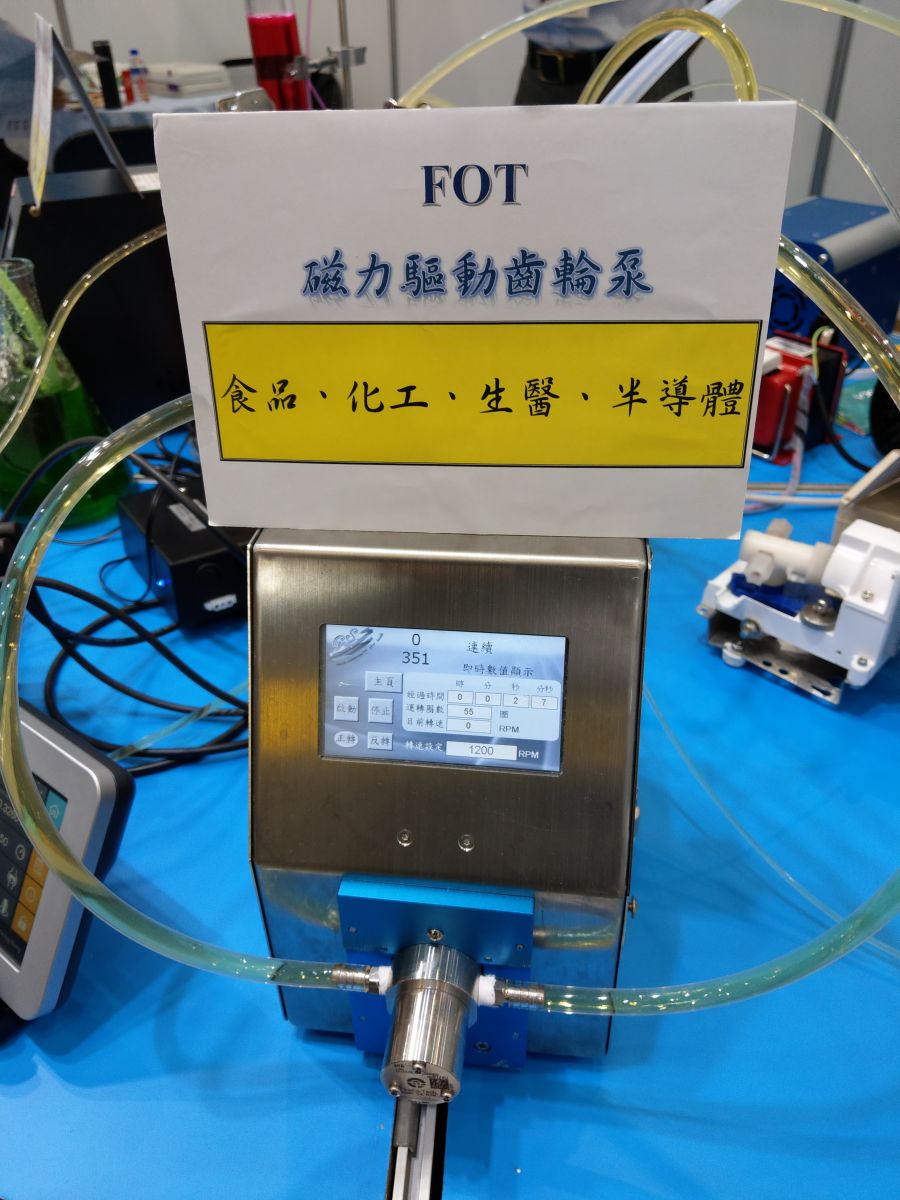 FOT
磁力驅動齒輪泵
食品、化工、生醫、半導體
0
連續
351
即時數值顯示
時 分 秒 分秒
主頁
經過時間 0 0 2 7
啟動 停止
運轉圈數 55 圈
目前轉速 0 RPM
正轉 反轉
轉速設定 1200 RPM